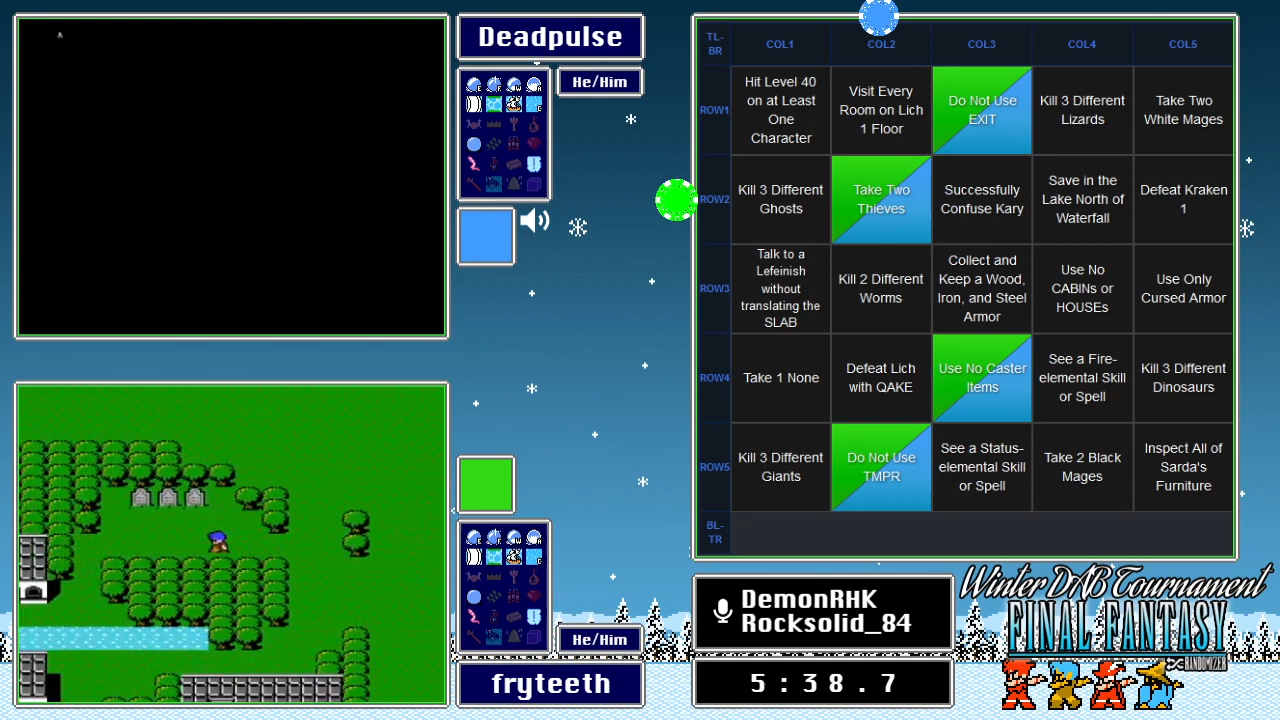 Deadpulse
He/Him
TL-
BR
COL1
COL2
COL3
COL4
COL5
ROW1
Hit Level 40
on at Least
One
Character
Visit Every
Room on Lich
1 Floor
Do Not Use
EXIT
Kill 3 Different
Lizards
Take Two
White Mages
ROW2
Kill 3 Different
Ghosts
Take Two
Thieves
Successfully
Confuse Kary
Save in the
Lake North of
Waterfall
Defeat Kraken
1
ROW3
Talk to a
Lefeinish
without
translating the
SLAB
Kill 2 Different
Worms
Collect and
Keep a Wood,
Iron, and Steel
Armor
Use No
CABINs or
HOUSEs
Use Only
Cursed Armor
ROW4
Take 1 None
Defeat Lich
with QAKE
Use No Caster
Items
See a Fire-
elemental Skill
or Spell
Kill 3 Different
Dinosaurs
ROW5
Kill 3 Different
Giants
Do Not Use
TMPR
See a Status-
elemental Skill
or Spell
Take 2 Black
Mages
Inspect All of
Sarda's
Furniture
BL-
TR
He/Him
fryteeth
DemonRHK
Rocksolid_84
5:38.7
Winter DAB Tournament
FINAL FANTASY
RANDOMIZER